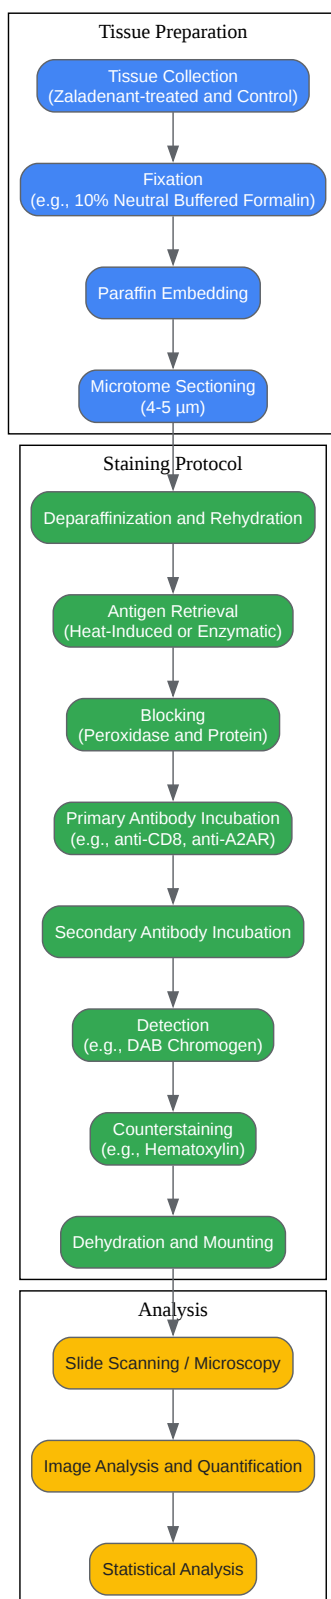 Tissue Preparation
Tissue Collection
(Zaladenant-treated and Control)
Fixation
(e.g., 10% Neutral Buffered Formalin)
Paraffin Embedding
Microtome Sectioning
(4-5 µm)
Staining Protocol
Deparaffinization and Rehydration
Antigen Retrieval
(Heat-Induced or Enzymatic)
Blocking
(Peroxidase and Protein)
Primary Antibody Incubation
(e.g., anti-CD8, anti-A2AR)
Secondary Antibody Incubation
Detection
(e.g., DAB Chromogen)
Counterstaining
(e.g., Hematoxylin)
Dehydration and Mounting
Analysis
Slide Scanning / Microscopy
Image Analysis and Quantification
Statistical Analysis